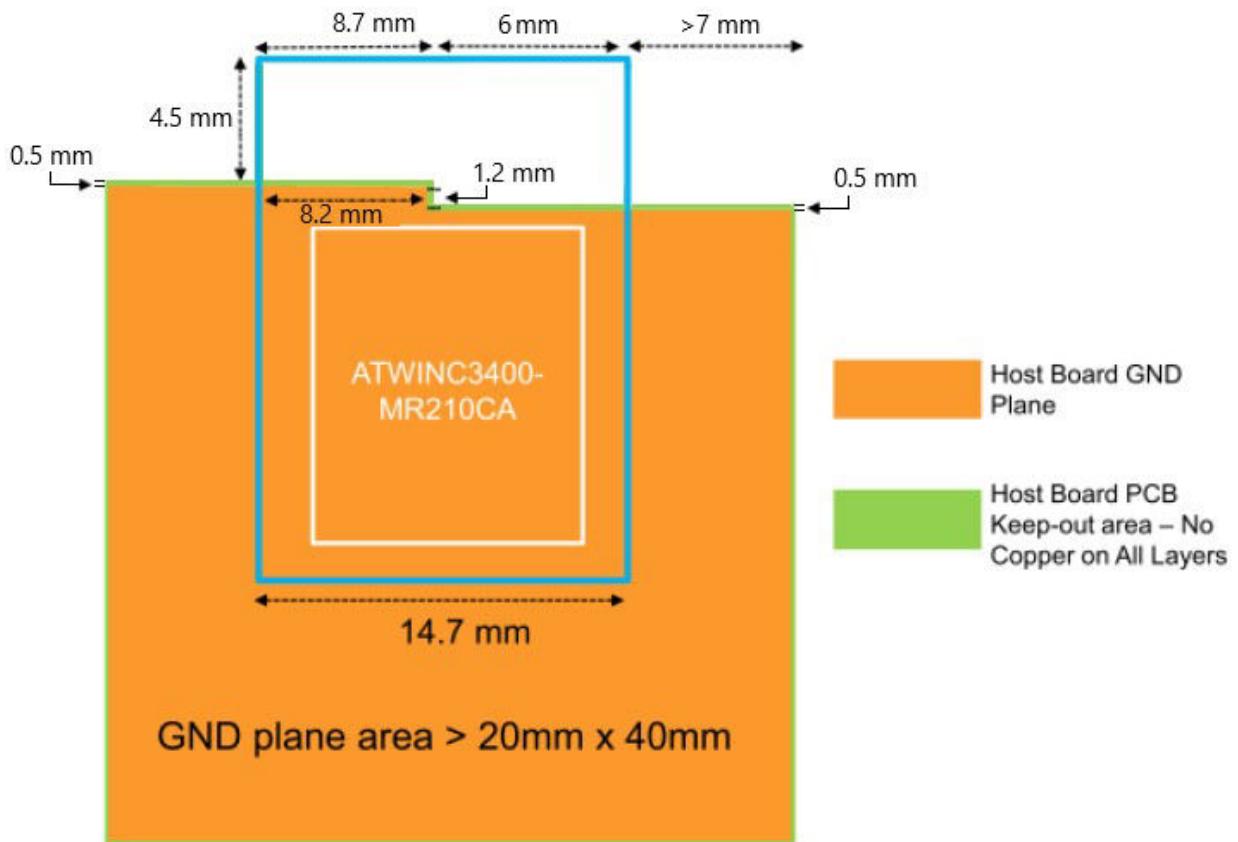 8.7 mm
6 mm
>7 mm
4.5 mm
0.5 mm
1.2 mm
0.5 mm
8.2 mm
ATWINC3400-
MR210CA
Host Board GND
Plane
Host Board PCB
Keep-out area – No
Copper on All Layers
14.7 mm
GND plane area > 20mm x 40mm